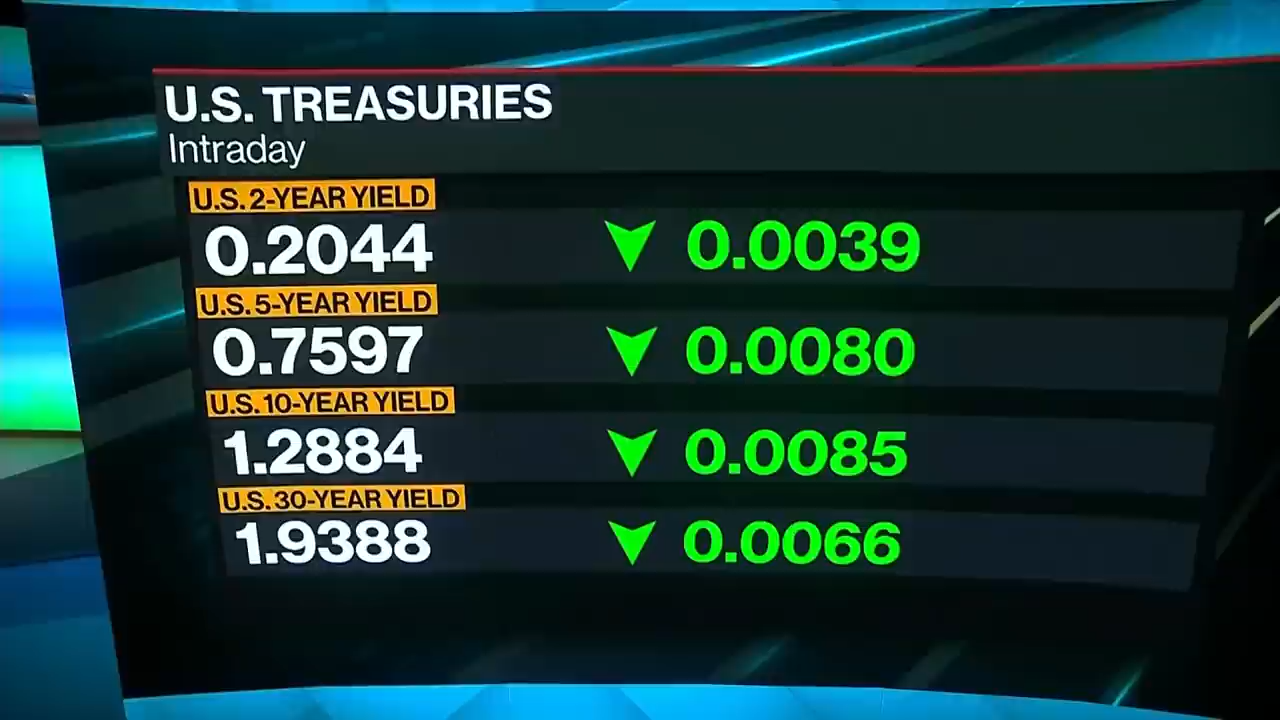 U.S. TREASURIES
Intraday
U.S. 2-YEAR YIELD
0.2044 0.0039
U.S. 5-YEAR YIELD
0.7597 0.0080
U.S. 10-YEAR YIELD
1.2884 0.0085
U.S. 30-YEAR YIELD
1.9388 0.0066